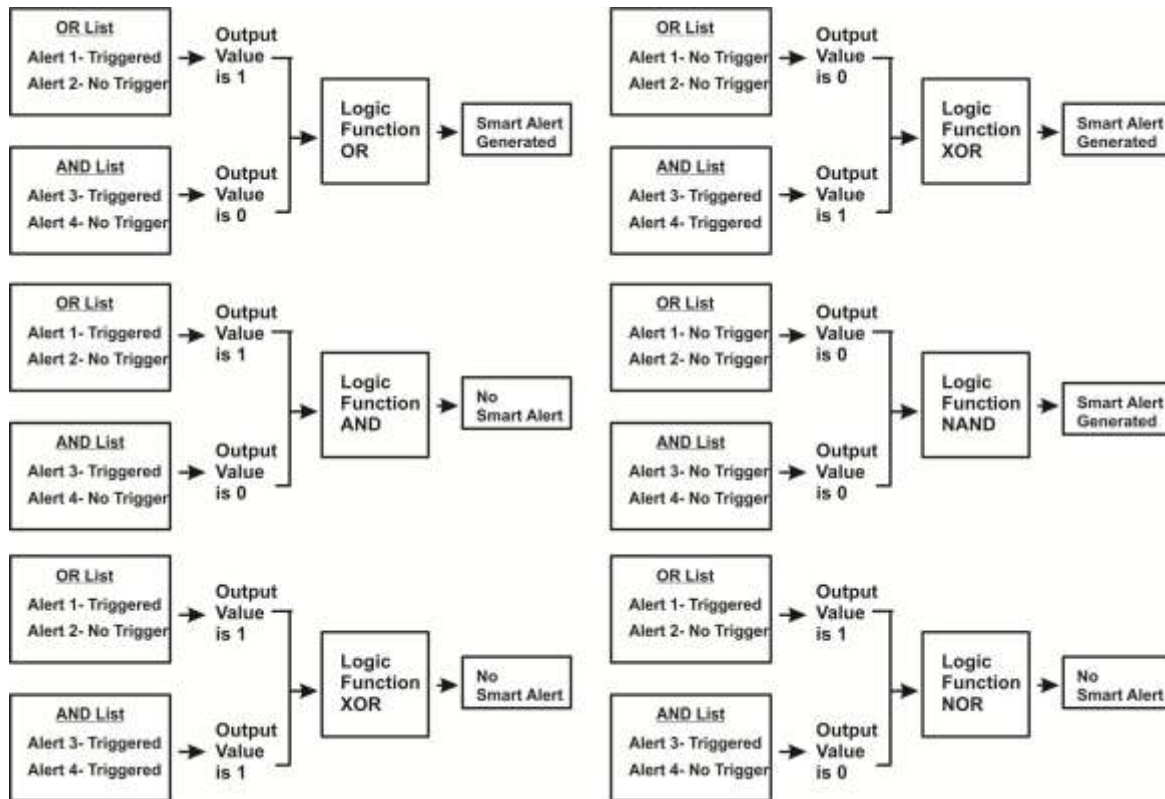 OR List
Alert 1- Triggered
Alert 2- No Trigger
Output
Value
is 1
AND List
Alert 3- Triggered
Alert 4- No Trigger
Output
Value
is 0
Logic
Function
OR
Smart Alert
Generated
OR List
Alert 1- No Trigger
Alert 2- No Trigger
Output
Value
is 0
AND List
Alert 3- Triggered
Alert 4- Triggered
Output
Value
is 1
Logic
Function
XOR
Smart Alert
Generated
OR List
Alert 1- Triggered
Alert 2- No Trigger
Output
Value
is 1
AND List
Alert 3- Triggered
Alert 4- No Trigger
Output
Value
is 0
Logic
Function
AND
No
Smart Alert
OR List
Alert 1- No Trigger
Alert 2- No Trigger
Output
Value
is 0
AND List
Alert 3- No Trigger
Alert 4- No Trigger
Output
Value
is 0
Logic
Function
NAND
Smart Alert
Generated
OR List
Alert 1- Triggered
Alert 2- No Trigger
Output
Value
is 1
AND List
Alert 3- Triggered
Alert 4- Triggered
Output
Value
is 1
Logic
Function
XOR
No
Smart Alert
OR List
Alert 1- Triggered
Alert 2- No Trigger
Output
Value
is 1
AND List
Alert 3- Triggered
Alert 4- No Trigger
Output
Value
is 0
Logic
Function
NOR
No
Smart Alert